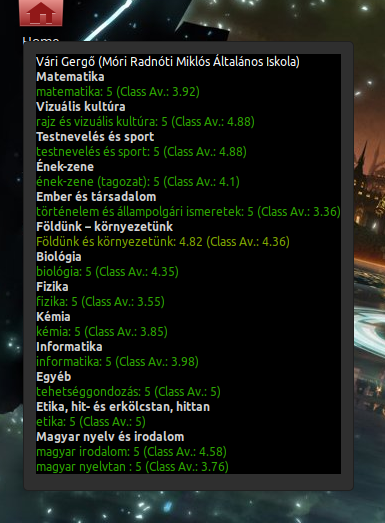 Home
Vári Gergő (Móri Radnóti Miklós Általános Iskola)
Matematika
matematika: 5 (Class Av.: 3.92)
Vizuális kultúra
rajz és vizuális kultúra: 5 (Class Av.: 4.88)
Testnevelés és sport
testnevelés és sport: 5 (Class Av.: 4.88)
Ének-zene
ének-zene (tagozat): 5 (Class Av.: 4.1)
Ember és társadalom
történelem és állampolgári ismeretek: 5 (Class Av.: 3.36)
Földünk – környezetünk
Földünk és környezetünk: 4.82 (Class Av.: 4.36)
Biológia
biológia: 5 (Class Av.: 4.35)
Fizika
fizika: 5 (Class Av.: 3.55)
Kémia
kémia: 5 (Class Av.: 3.85)
Informatika
informatika: 5 (Class Av.: 3.98)
Egyéb
tehetséggondozás: 5 (Class Av.: 5)
Etika, hit- és erkölcstan, hittan
etika: 5 (Class Av.: 5)
Magyar nyelv és irodalom
magyar irodalom: 5 (Class Av.: 4.58)
magyar nyelvtan : 5 (Class Av.: 3.76)